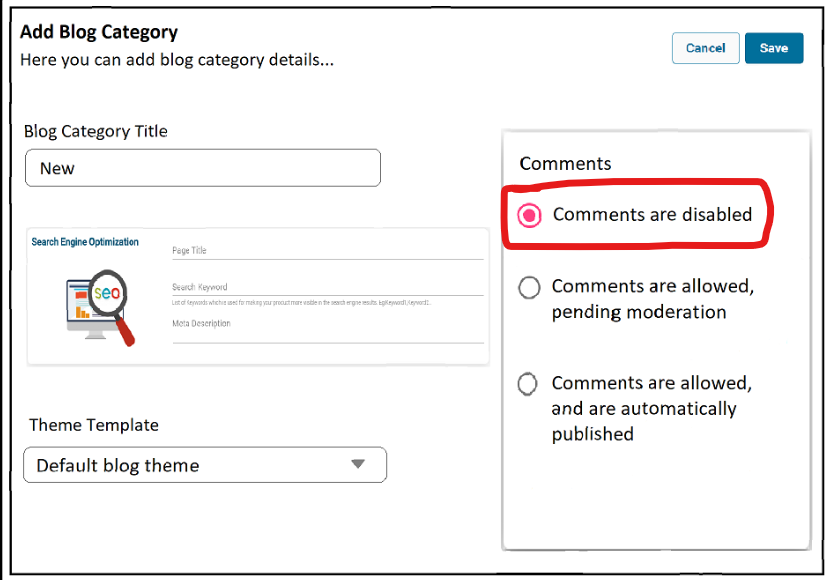 Add Blog Category
Here you can add blog category details...
Cancel
Save
Blog Category Title
New
Search Engine Optimization
seo
Page Title
Search Keyword
List of Keywords which is used for making your product more visible in the search engine results. Eg:Keyword1,Keyword2..
Meta Description
Theme Template
Default blog theme
Comments
Comments are disabled
Comments are allowed,
pending moderation
Comments are allowed,
and are automatically
published